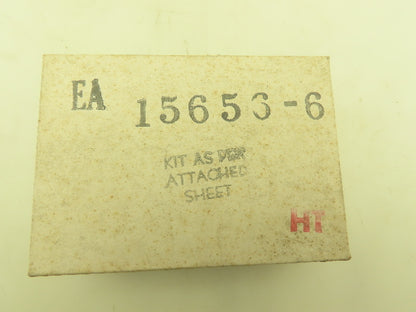 EA 15656-6
KIT AS PER
ATTACHED
SHEET
HT